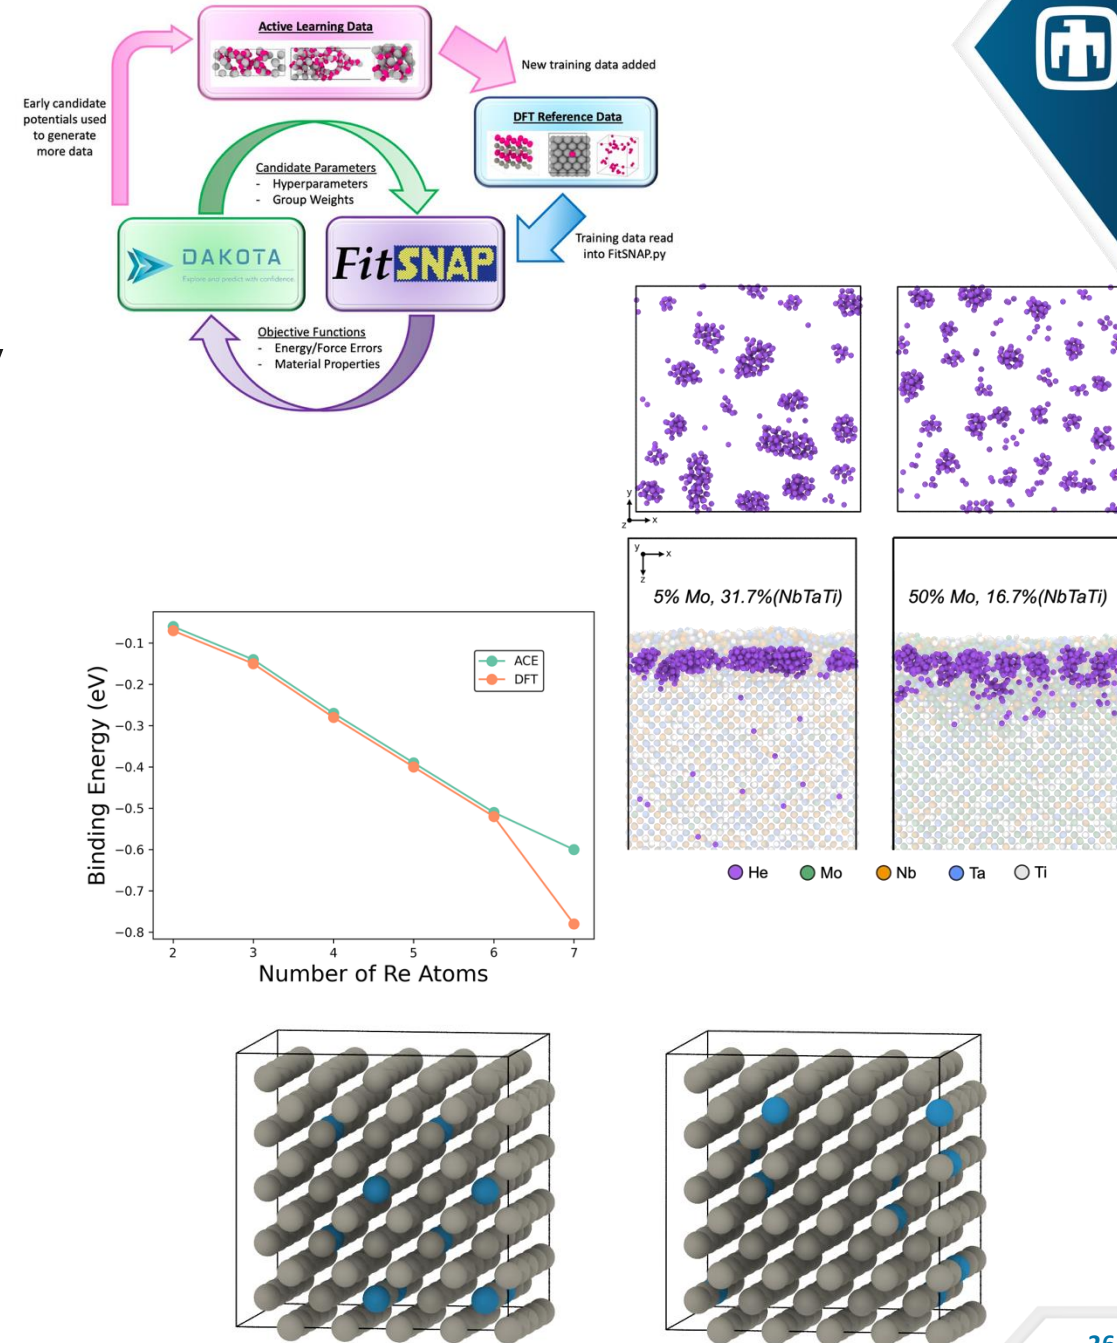 Active Learning Data
New training data added
Early candidate
potentials used
to generate
more data
DFT Reference Data
Candidate Parameters
- Hyperparameters
- Group Weights
DAKOTA
Explore and predict with confidence.
FitSNAP
Training data read
into FitSNAP.py
Objective Functions
- Energy/Force Errors
- Material Properties
y
z
x
y
x
z
5% Mo, 31.7%(NbTaTi)
50% Mo, 16.7%(NbTaTi)
He
Mo
Nb
Ta
Ti
Binding Energy (eV)
−0.1
−0.2
−0.3
−0.4
−0.5
−0.6
−0.7
−0.8
ACE
DFT
2
3
4
5
6
7
Number of Re Atoms